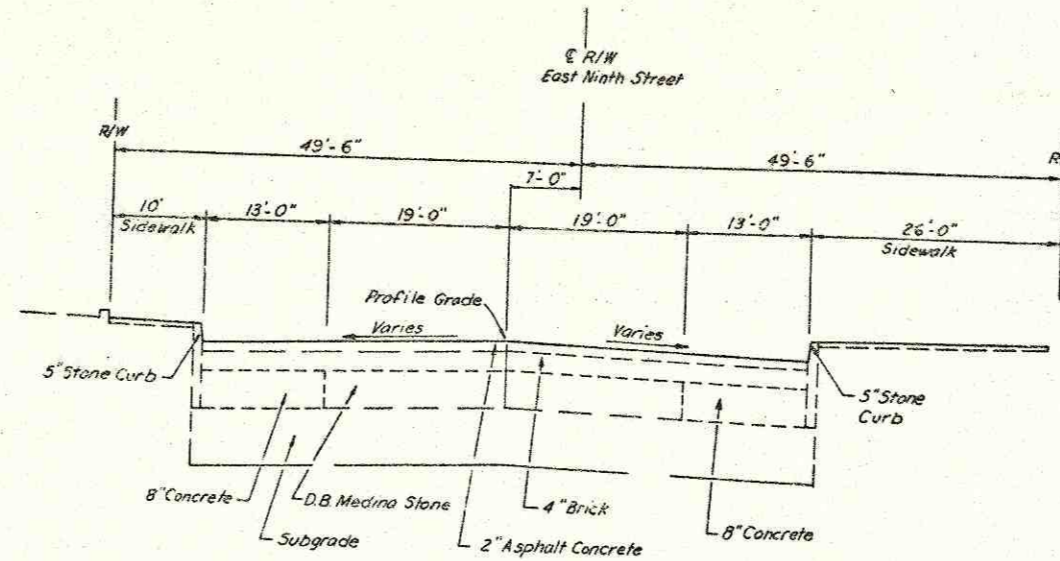 ℄ R/W
East Ninth Street
R/W
49'-6"
49'-6"
R
7'-0"
10'
Sidewalk
13'-0"
19'-0"
19'-0"
13'-0"
26'-0"
Sidewalk
Profile Grade
Varies
Varies
5" Stone Curb
5" Stone
Curb
8" Concrete
D.B. Medina Stone
4" Brick
8" Concrete
Subgrade
2" Asphalt Concrete